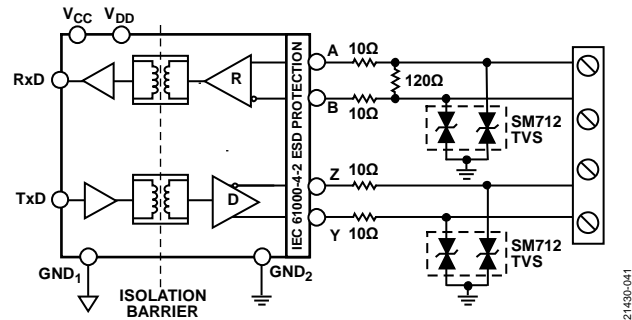 VCC VDD
RxD
R
A 10Ω
120Ω
B 10Ω
SM712
TVS
IEC 61000-4-2 ESD PROTECTION
TxD
D
Z 10Ω
Y 10Ω
SM712
TVS
GND1
GND2
ISOLATION
BARRIER
21430-041